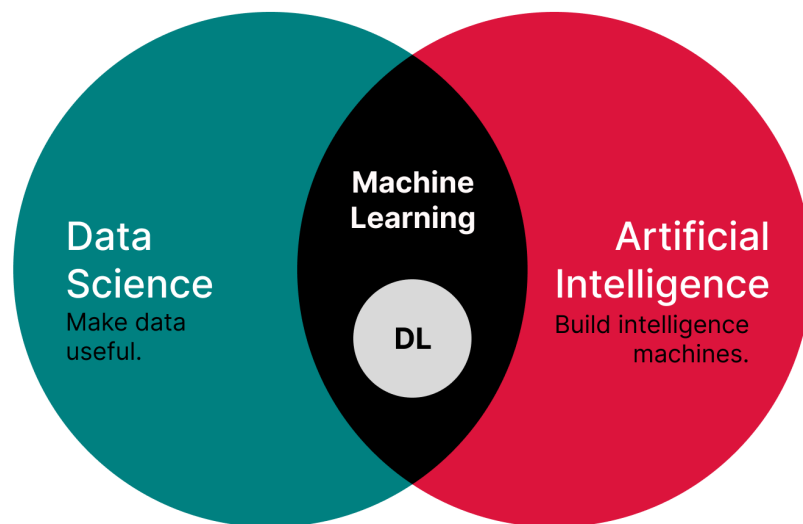 Machine
Learning
Data
Science
Make data
useful.
Artificial
Intelligence
Build intelligence
machines.
DL